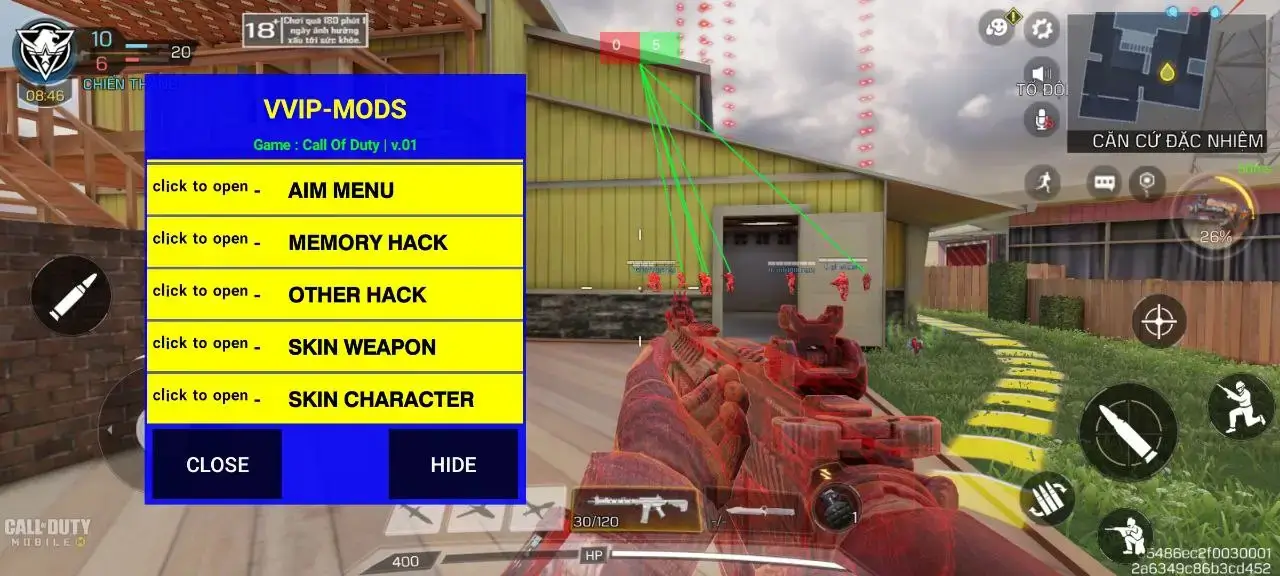 10
20
6
CHIẾN TH
08:46
18+
Chơi quá 180 phút 1
ngày ảnh hưởng
xấu tới sức khỏe.
0 5
TỔ ĐỘI
CĂN CỨ ĐẶC NHIỆM
26%
VVIP-MODS
Game : Call Of Duty | v.01
click to open - AIM MENU
click to open - MEMORY HACK
click to open - OTHER HACK
click to open - SKIN WEAPON
click to open - SKIN CHARACTER
CLOSE HIDE
CALL OF DUTY
MOBILE
30/120
-/-
1
400
HP
5486ec2f0030001
2a6349c86b3cd452